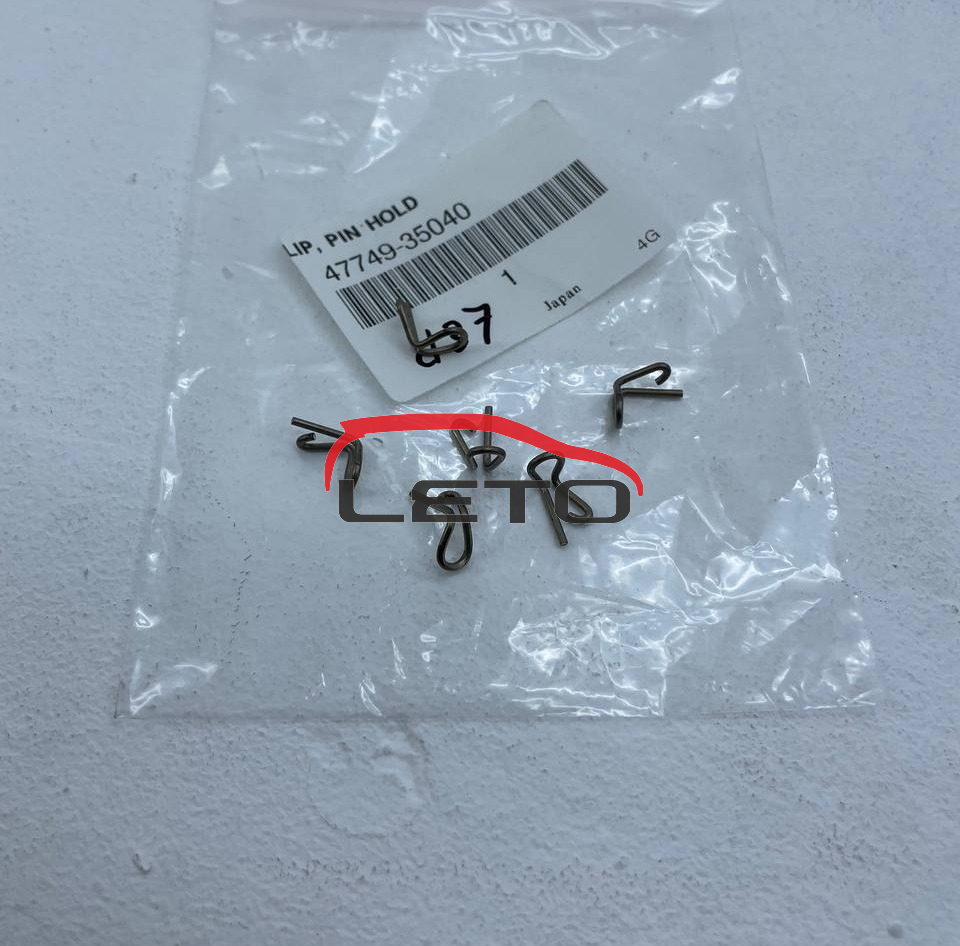 LIP, PIN HOLD
47749-35040
1
Japan
4G
LETO